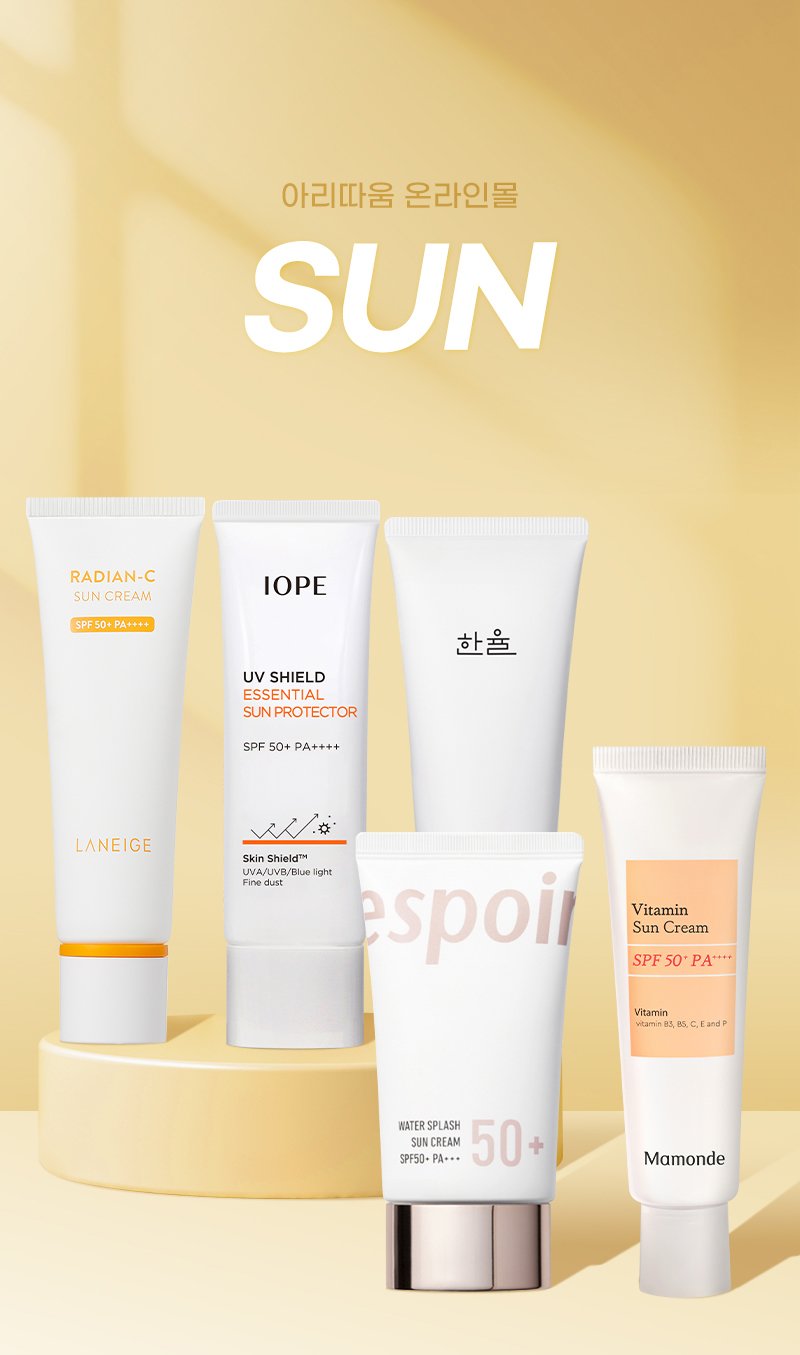 아리따움 온라인몰
SUN
RADIAN-C
SUN CREAM
SPF 50+ PA++++
LANEIGE
IOPE
UV SHIELD
ESSENTIAL
SUN PROTECTOR
SPF 50+ PA++++
Skin Shield™
UVA/UVB/Blue light
Fine dust
한율
espoir
WATER SPLASH
SUN CREAM
SPF50+ PA+++
50+
Vitamin
Sun Cream
SPF 50+ PA++++
Vitamin
vitamin B3, B5, C, E and P
Mamonde